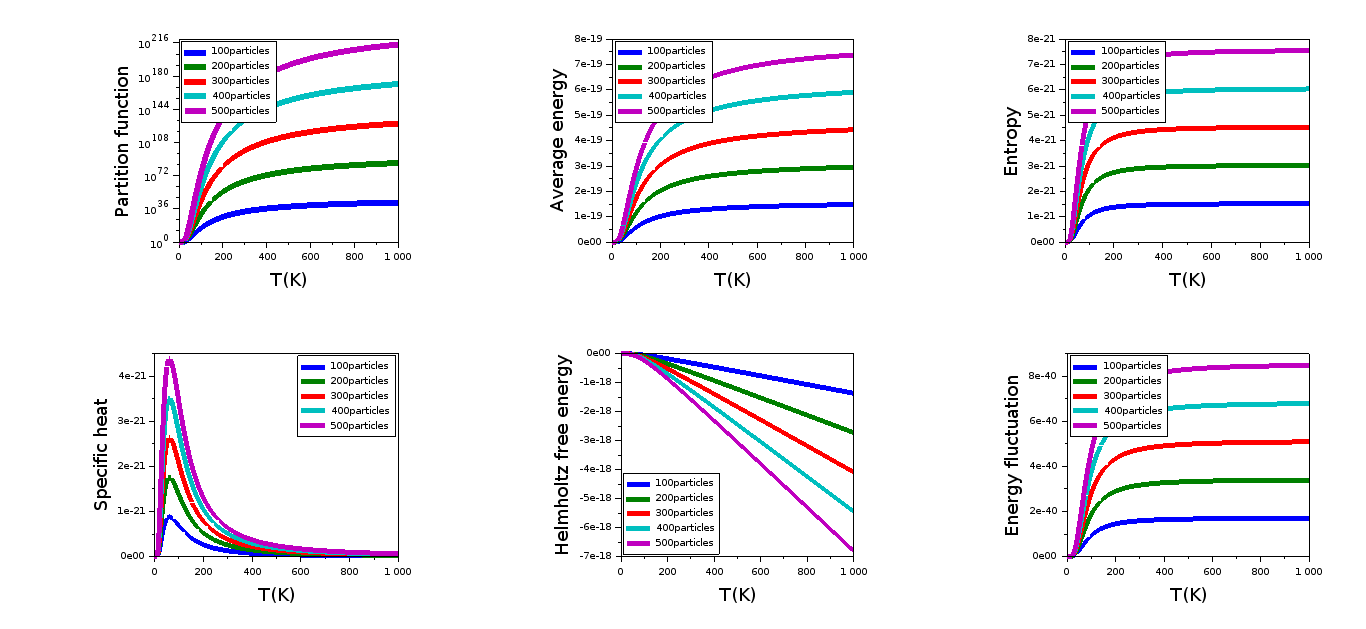 Partition function
10^216
10^180
10^144
10^108
10^72
10^36
10^0
100particles
200particles
300particles
400particles
500particles
0 200 400 600 800 1 000
T(K)
Average energy
8e-19
7e-19
6e-19
5e-19
4e-19
3e-19
2e-19
1e-19
0e00
100particles
200particles
300particles
400particles
500particles
0 200 400 600 800 1 000
T(K)
Entropy
8e-21
7e-21
6e-21
5e-21
4e-21
3e-21
2e-21
1e-21
0e00
100particles
200particles
300particles
400particles
500particles
0 200 400 600 800 1 000
T(K)
Specific heat
4e-21
3e-21
2e-21
1e-21
0e00
100particles
200particles
300particles
400particles
500particles
0 200 400 600 800 1 000
T(K)
Helmholtz free energy
0e00
-1e-18
-2e-18
-3e-18
-4e-18
-5e-18
-6e-18
-7e-18
100particles
200particles
300particles
400particles
500particles
0 200 400 600 800 1 000
T(K)
Energy fluctuation
8e-40
6e-40
4e-40
2e-40
0e00
100particles
200particles
300particles
400particles
500particles
0 200 400 600 800 1 000
T(K)